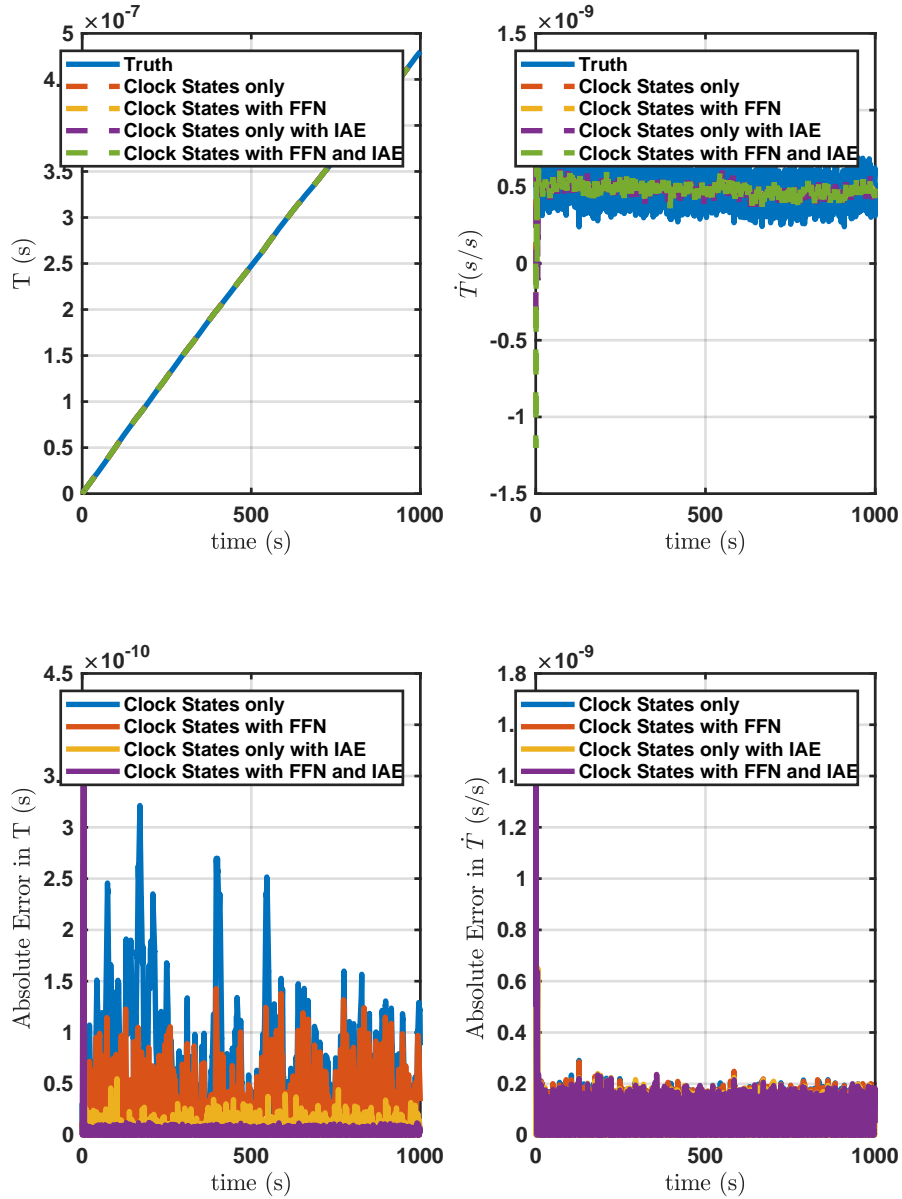 ×10-7
5
4
3.5
3
2.5
2
1.5
1
0.5
0
T (s)
Truth
Clock States only
Clock States with FFN
Clock States only with IAE
Clock States with FFN and IAE
0
500
1000
time (s)
×10-9
1.5
0.5
0
-0.5
-1
-1.5
Ṫ(s/s)
Truth
Clock States only
Clock States with FFN
Clock States only with IAE
Clock States with FFN and IAE
0
500
1000
time (s)
×10-10
4.5
3
2.5
2
1.5
1
0.5
0
Absolute Error in T (s)
Clock States only
Clock States with FFN
Clock States only with IAE
Clock States with FFN and IAE
0
500
1000
time (s)
×10-9
1.8
1.2
1
0.8
0.6
0.4
0.2
0
Absolute Error in Ṫ (s/s)
Clock States only
Clock States with FFN
Clock States only with IAE
Clock States with FFN and IAE
0
500
1000
time (s)